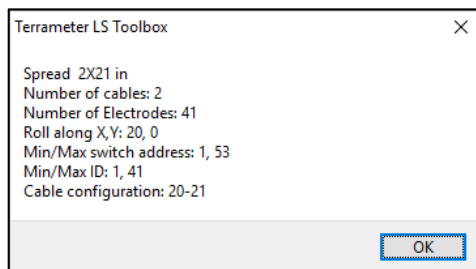 Terrameter LS Toolbox
Spread 2X21 in
Number of cables: 2
Number of Electrodes: 41
Roll along X,Y: 20, 0
Min/Max switch address: 1, 53
Min/Max ID: 1, 41
Cable configuration: 20-21
OK